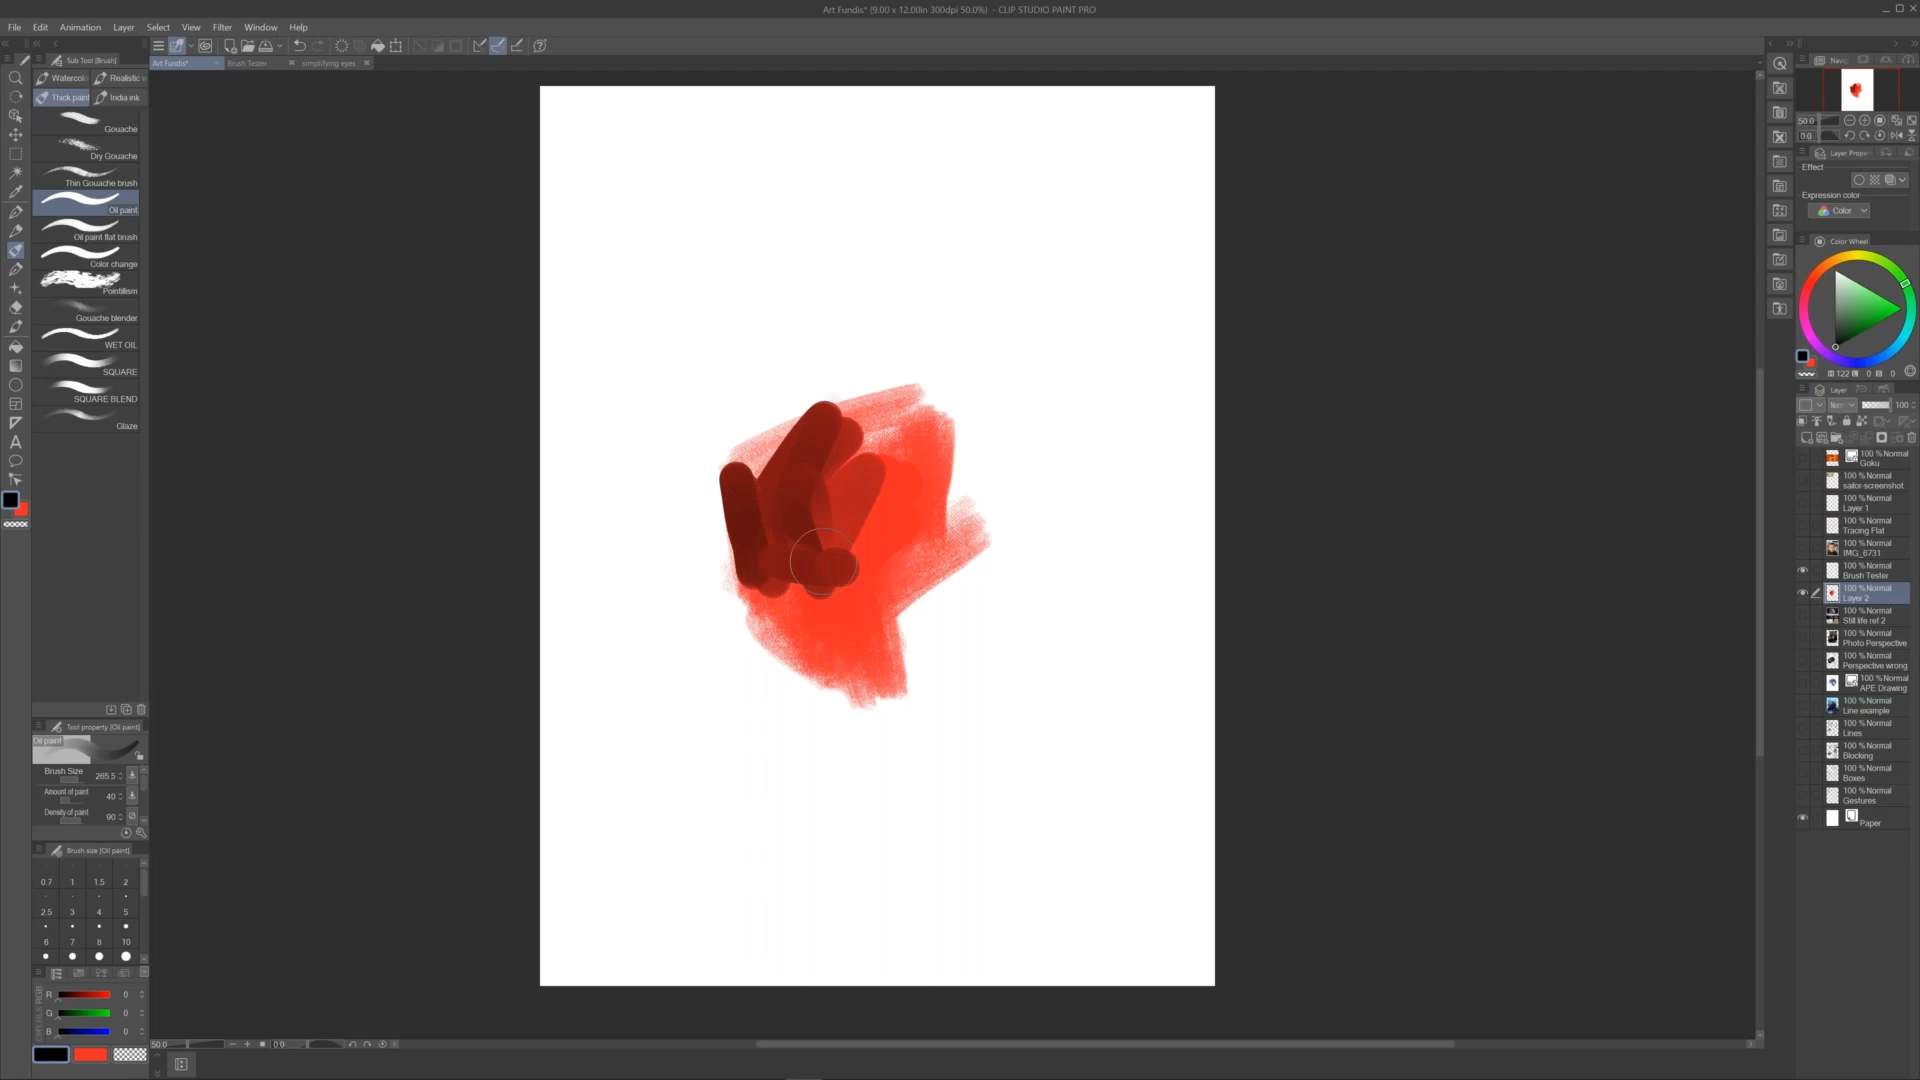 Art Fundis* (9.00 x 12.00in 300dpi 50.0%) - CLIP STUDIO PAINT PRO
File Edit Animation Layer Select View Filter Window Help
Sub Tool [Brush]
Art Fundis* Brush Tester simplifying eyes
Watercol Realistic
Thick paint India ink
Gouache
Dry Gouache
Thin Gouache brush
Oil paint
Oil paint flat brush
Color change
Pointillism
Gouache blender
WET OIL
SQUARE
SQUARE BLEND
Glaze
Tool property [Oil paint]
Oil paint
Brush Size 265.5
Amount of paint 40
Density of paint 90
Brush size [Oil paint]
0.7 1 1.5 2
2.5 3 4 5
6 7 8 10
R 0
G 0
B 0
50.0 0.0
Navig
50.0
0.0
Layer Prope
Effect
Expression color
Color
Color Wheel
122 0 0
Layer
100
100 % Normal
Goku
100 % Normal
sailor-screenshot
100 % Normal
Layer 1
100 % Normal
Tracing Flat
100 % Normal
IMG_6731
100 % Normal
Brush Tester
100 % Normal
Layer 2
100 % Normal
Still life ref 2
100 % Normal
Photo Perspective
100 % Normal
Perspective wrong
100 % Normal
APE Drawing
100 % Normal
Line example
100 % Normal
Lines
100 % Normal
Blocking
100 % Normal
Boxes
100 % Normal
Gestures
Paper